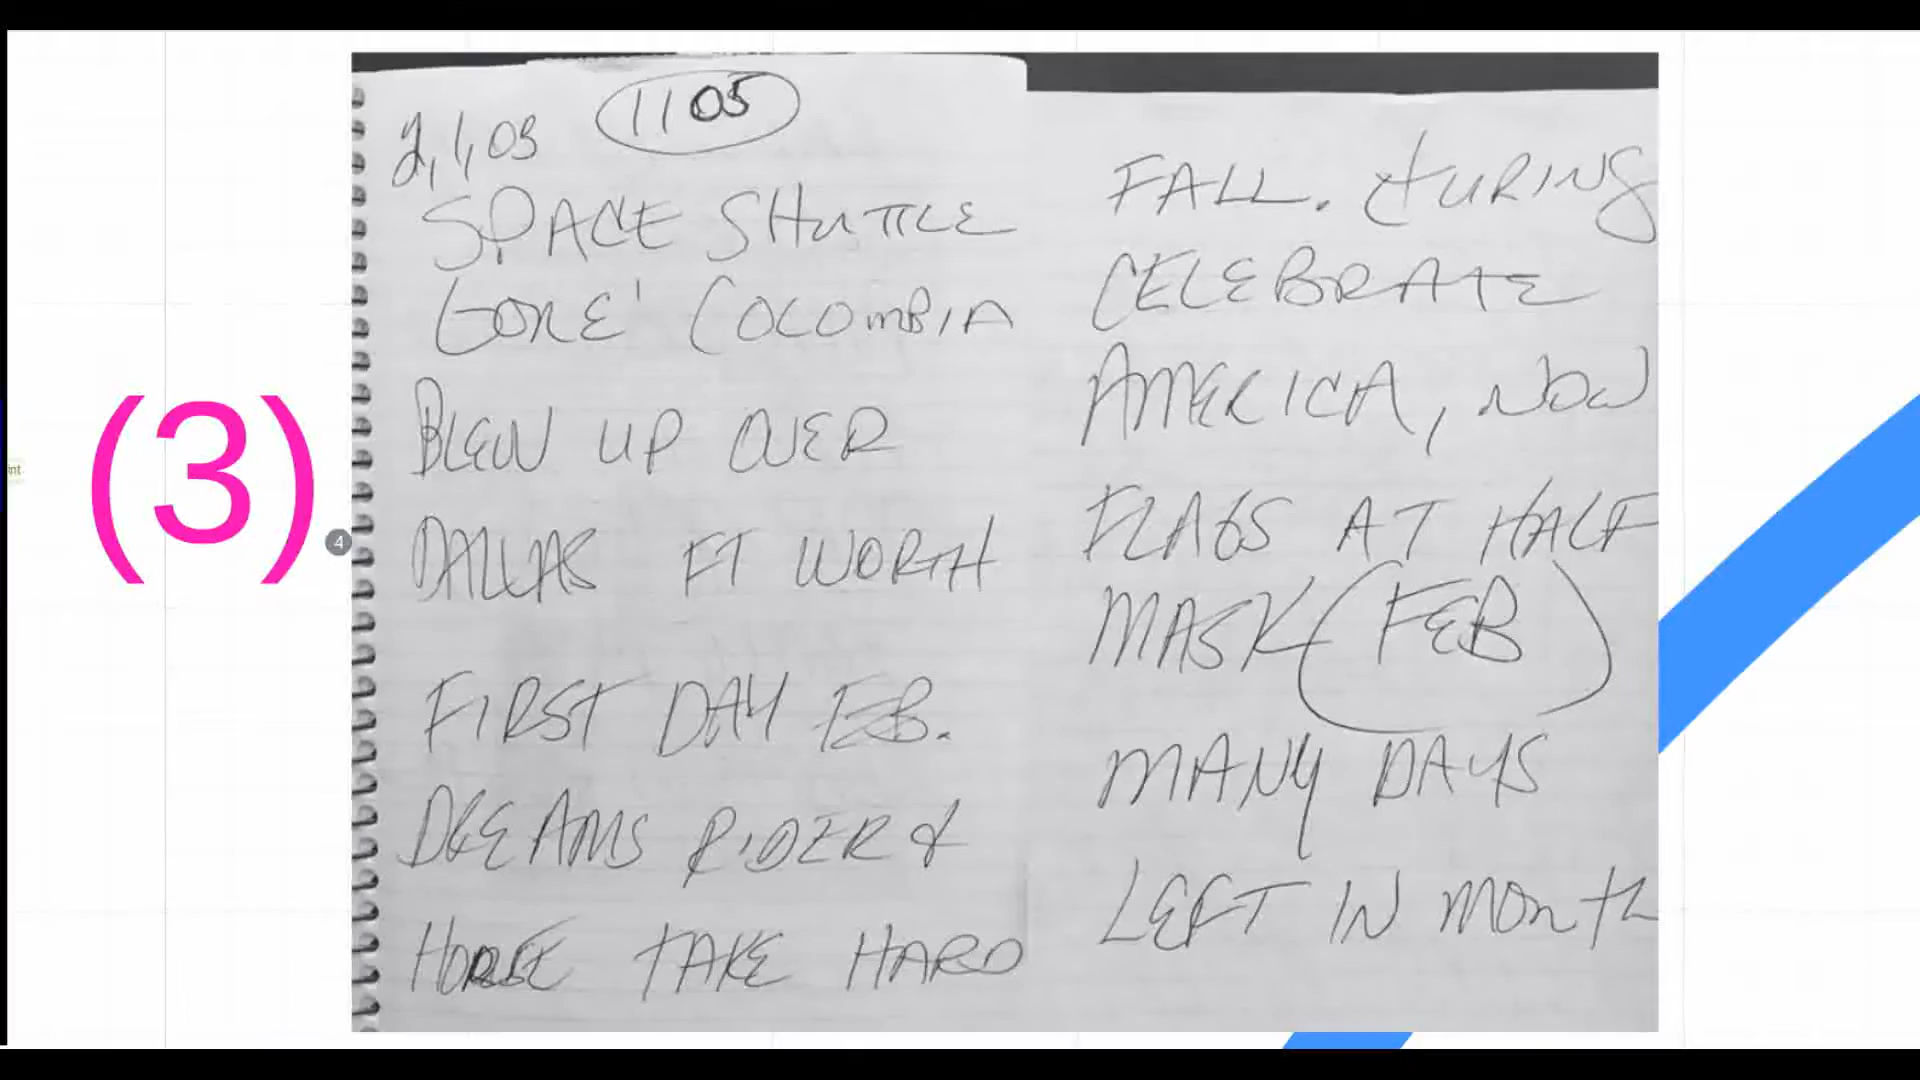 (3).
4
int
1105
2,1,03
SPACE SHUTTLE
GONE' COLOMBIA
BLEW UP OVER
DALLAS FT WORTH
FIRST DAY FEB.
DREAMS RIDER &
HORSE TAKE HARD
FALL. dURING
CELEBRATE
AMERICA, NOW
FLAGS AT HALF
MASK (FEB)
MANY DAYS
LEFT IN MONTH